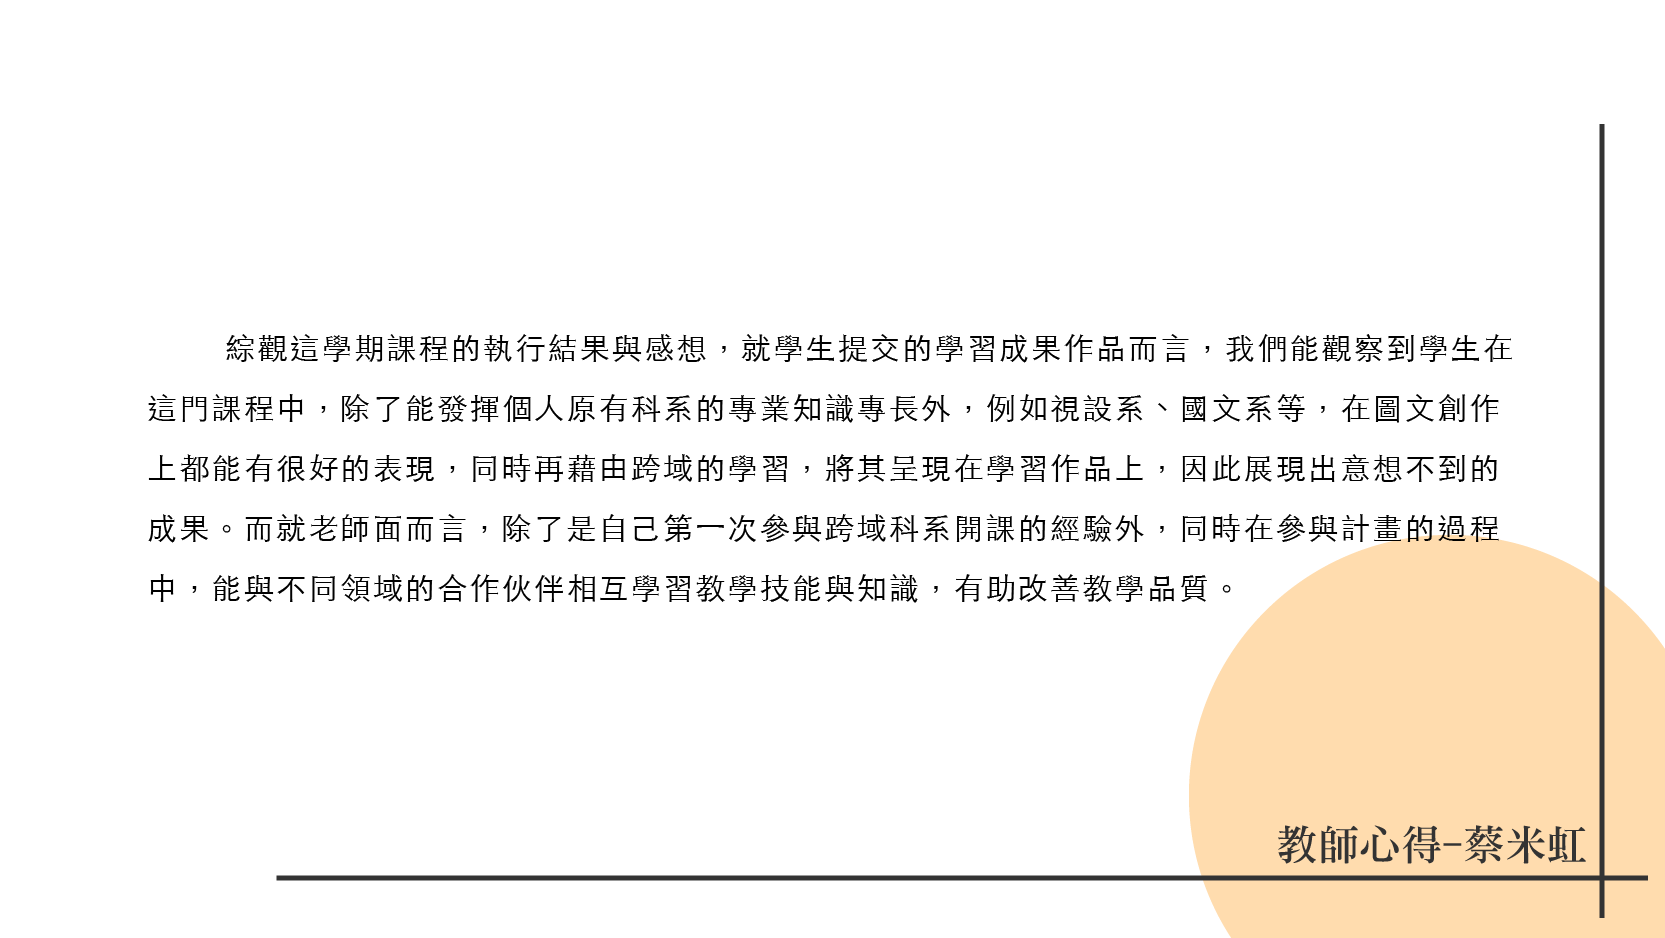 綜觀這學期課程的執行結果與感想，就學生提交的學習成果作品而言，我們能觀察到學生在
這門課程中，除了能發揮個人原有科系的專業知識專長外，例如視設系、國文系等，在圖文創作
上都能有很好的表現，同時再藉由跨域的學習，將其呈現在學習作品上，因此展現出意想不到的
成果。而就老師面而言，除了是自己第一次參與跨域科系開課的經驗外，同時在參與計畫的過程
中，能與不同領域的合作伙伴相互學習教學技能與知識，有助改善教學品質。
教師心得-蔡米虹